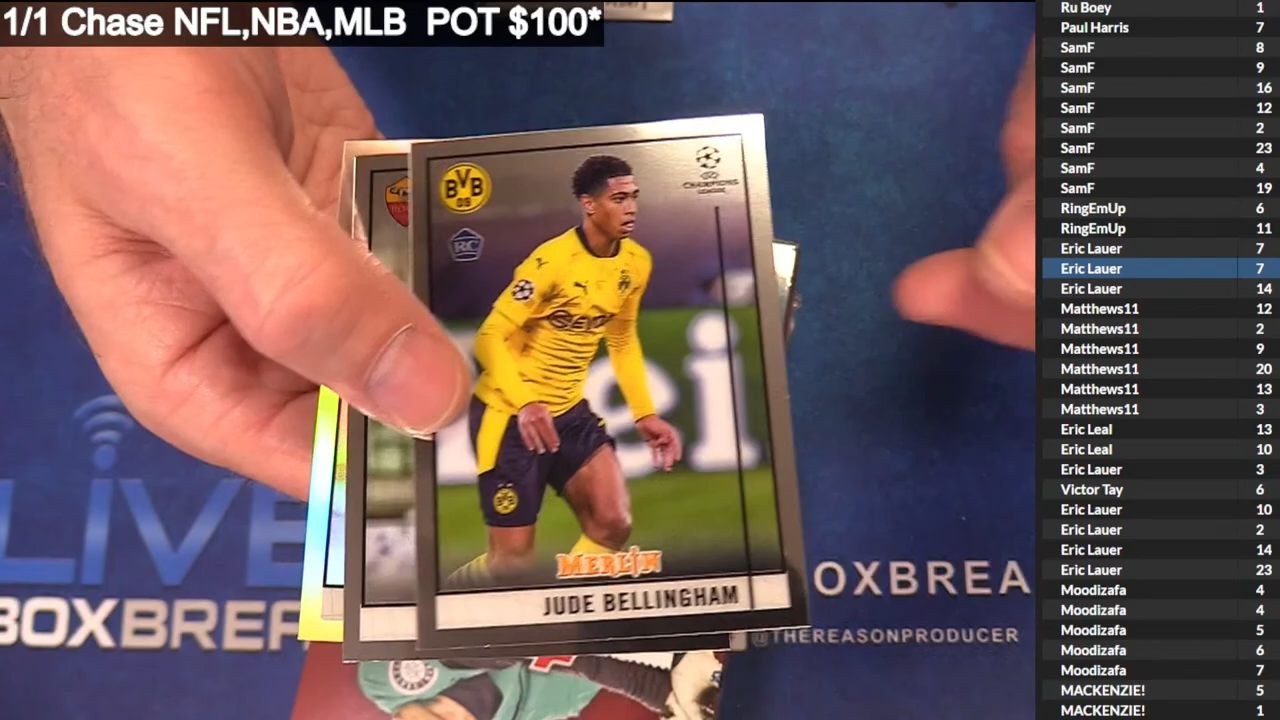 1/1 Chase NFL,NBA,MLB POT $100*
BVB
09
RC
CHAMPIONS
LEAGUE
MERLIN
JUDE BELLINGHAM
LIVE
BOXBREA
OXBREA
@THEREASONPRODUCER
Ru Boey 1
Paul Harris 7
SamF 8
SamF 9
SamF 16
SamF 12
SamF 2
SamF 23
SamF 4
SamF 19
RingEmUp 6
RingEmUp 11
Eric Lauer 7
Eric Lauer 7
Eric Lauer 14
Matthews11 12
Matthews11 2
Matthews11 9
Matthews11 20
Matthews11 13
Matthews11 3
Eric Leal 13
Eric Leal 10
Eric Lauer 3
Victor Tay 6
Eric Lauer 10
Eric Lauer 2
Eric Lauer 14
Eric Lauer 23
Moodizafa 4
Moodizafa 4
Moodizafa 5
Moodizafa 6
Moodizafa 7
MACKENZIE! 5
MACKENZIE! 1